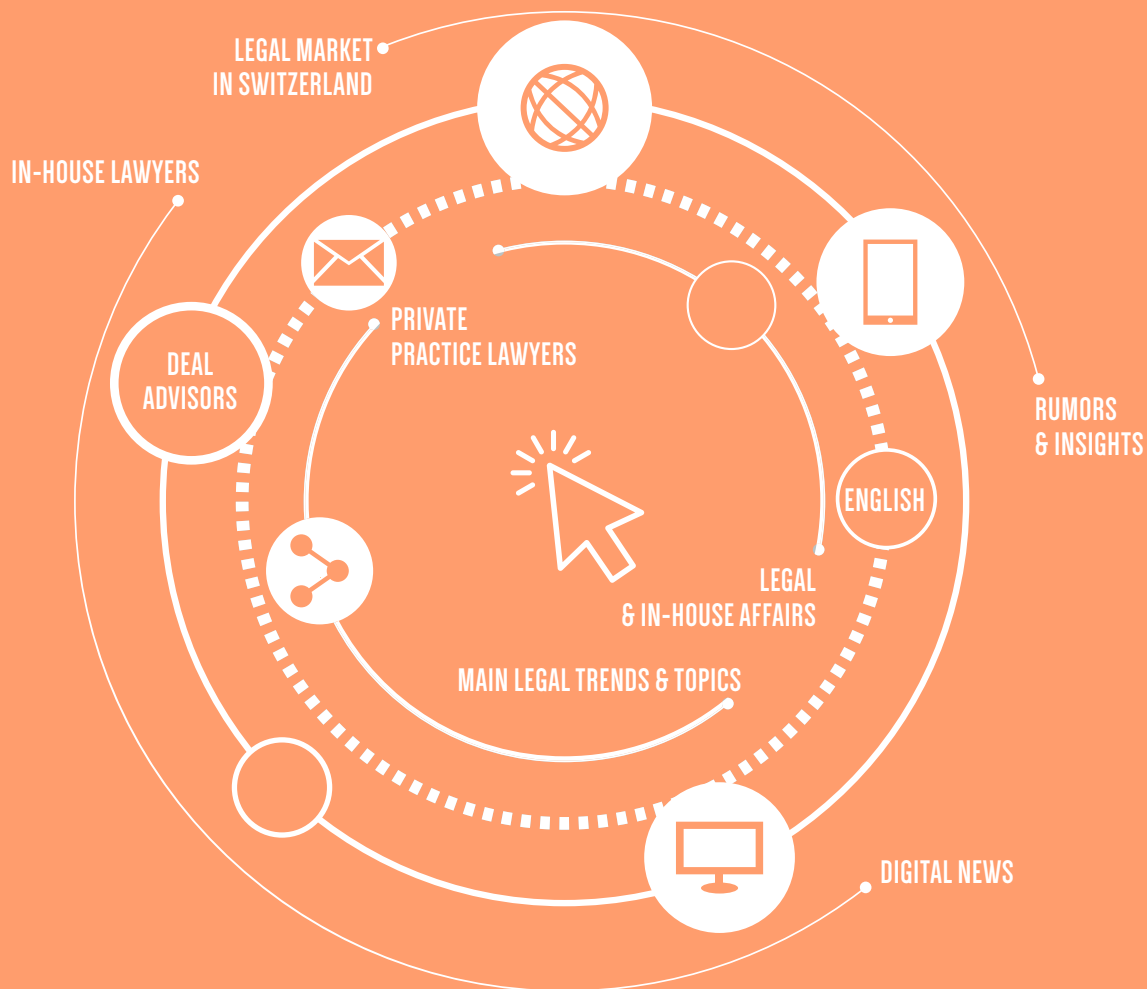 LEGAL MARKET
IN SWITZERLAND
IN-HOUSE LAWYERS
PRIVATE
PRACTICE LAWYERS
DEAL
ADVISORS
RUMORS
& INSIGHTS
ENGLISH
LEGAL
& IN-HOUSE AFFAIRS
MAIN LEGAL TRENDS & TOPICS
DIGITAL NEWS